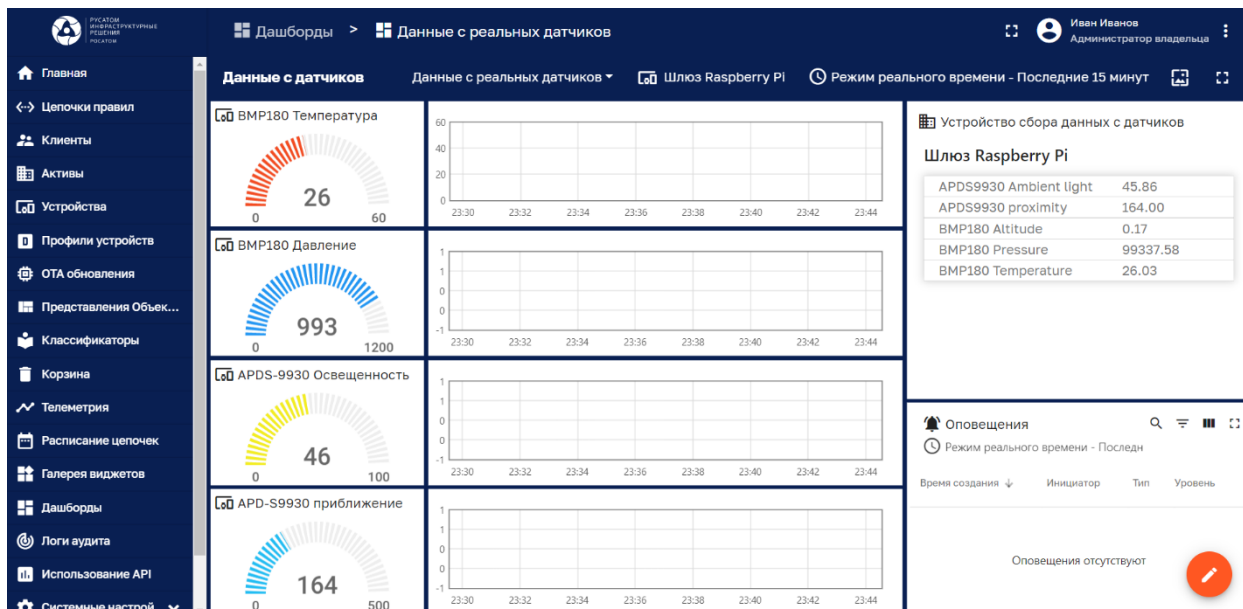 РУСАТОМ
ИНФРАСТРУКТУРНЫЕ
РЕШЕНИЯ
РОСАТОМ
Дашборды > Данные с реальных датчиков
Иван Иванов
Администратор владельца
Главная
Цепочки правил
Клиенты
Активы
Устройства
Профили устройств
ОТА обновления
Представления Объек...
Классификаторы
Корзина
Телеметрия
Расписание цепочек
Галерея виджетов
Дашборды
Логи аудита
Использование API
Системные настрой
Данные с датчиков
Данные с реальных датчиков
Шлюз Raspberry Pi
Режим реального времени - Последние 15 минут
BMP180 Температура
26
0 60
60
40
20
0
23:30 23:32 23:34 23:36 23:38 23:40 23:42 23:44
BMP180 Давление
993
0 1200
1
1
0
0
-1
23:30 23:32 23:34 23:36 23:38 23:40 23:42 23:44
APDS-9930 Освещенность
46
0 100
1
1
0
0
-1
23:30 23:32 23:34 23:36 23:38 23:40 23:42 23:44
APD-S9930 приближение
164
0 500
1
1
0
0
-1
23:30 23:32 23:34 23:36 23:38 23:40 23:42 23:44
Устройство сбора данных с датчиков
Шлюз Raspberry Pi
APDS9930 Ambient light 45.86
APDS9930 proximity 164.00
BMP180 Altitude 0.17
BMP180 Pressure 99337.58
BMP180 Temperature 26.03
Оповещения
Режим реального времени - Последн
Время создания Инициатор Тип Уровень
Оповещения отсутствуют